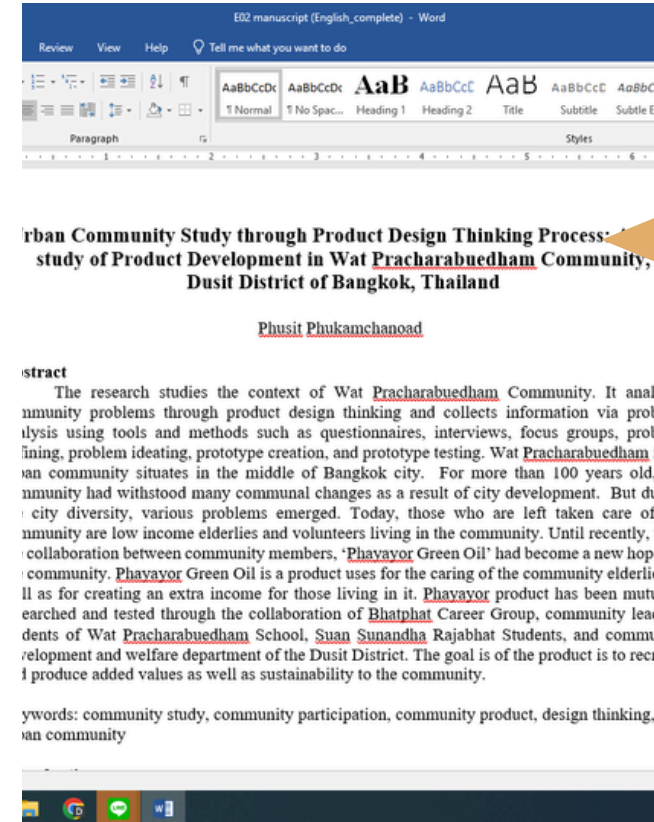 E02 manuscript (English_complete) - Word
Review View Help Tell me what you want to do
AaBbCcDc AaBbCcDc AaB AaBbCcC AaB AaBbCcC AaBbC
¶ Normal ¶ No Spac... Heading 1 Heading 2 Title Subtitle Subtle E
Paragraph Styles
1 2 3 4 5 6
rban Community Study through Product Design Thinking Process:
study of Product Development in Wat Pracharabuedham Community,
Dusit District of Bangkok, Thailand
Phusit Phukamchanoad
stract
The research studies the context of Wat Pracharabuedham Community. It anal
mmunity problems through product design thinking and collects information via prob
alysis using tools and methods such as questionnaires, interviews, focus groups, prob
fining, problem ideating, prototype creation, and prototype testing. Wat Pracharabuedham
ban community situates in the middle of Bangkok city. For more than 100 years old,
mmunity had withstood many communal changes as a result of city development. But du
city diversity, various problems emerged. Today, those who are left taken care of
mmunity are low income elderlies and volunteers living in the community. Until recently,
collaboration between community members, ‘Phayayor Green Oil’ had become a new hop
community. Phayayor Green Oil is a product uses for the caring of the community elderlie
ll as for creating an extra income for those living in it. Phayayor product has been mutu
earched and tested through the collaboration of Bhatphat Career Group, community lead
dents of Wat Pracharabuedham School, Suan Sunandha Rajabhat Students, and commu
velopment and welfare department of the Dusit District. The goal is of the product is to recr
d produce added values as well as sustainability to the community.
ywords: community study, community participation, community product, design thinking,
ban community